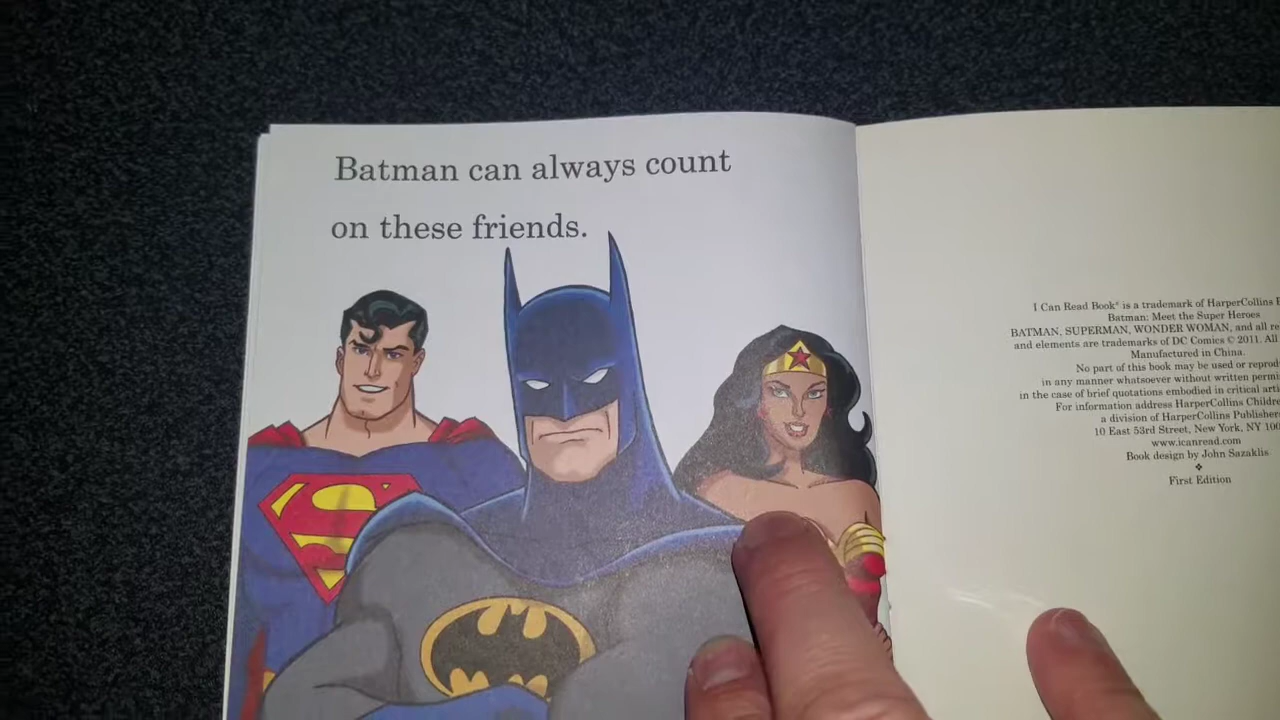 Batman can always count
on these friends.
S
I Can Read Book® is a trademark of HarperCollins
Batman: Meet the Super Heroes
BATMAN, SUPERMAN, WONDER WOMAN, and all
and elements are trademarks of DC Comics © 2011. All
Manufactured in China.
No part of this book may be used or
in any manner whatsoever without written
in the case of brief quotations embodied in critical
For information address HarperCollins
a division of HarperCollins
10 East 53rd Street, New York, NY
www.icanread.com
Book design by John Sazaklis
❖
First Edition